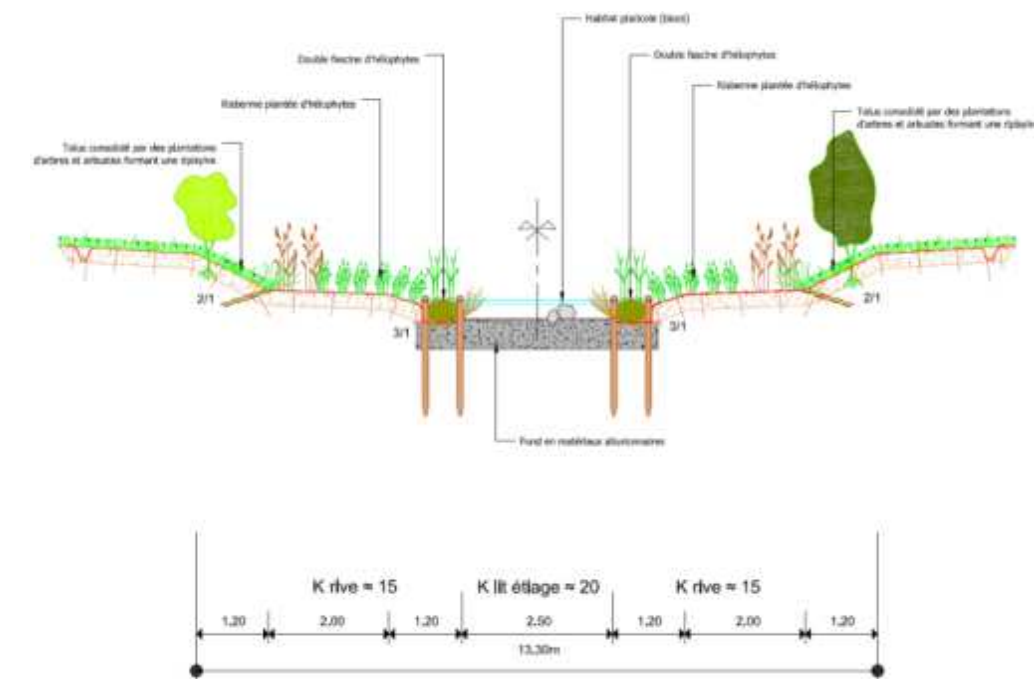 Habitat piscicole (blocs)
Double fascine d'hélophytes
Double fascine d'hélophytes
Risberme plantée d'hélophytes
Risberme plantée d'hélophytes
Talus consolidé par des plantations
d'arbres et arbustes formant une ripisylve
Talus consolidé par des plantations
d'arbres et arbustes formant une ripisylve
2/1
2/1
3/1
3/1
Fond en matériaux alluvionnaires
K rive ≈ 15
K lit étiage ≈ 20
K rive ≈ 15
1,20
2,00
1,20
2,50
1,20
2,00
1,20
13,30m